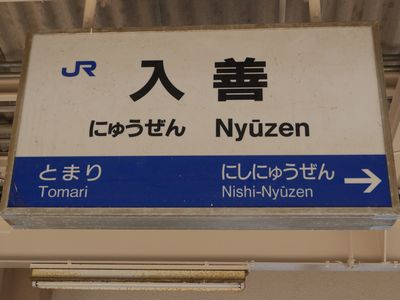 JR
入善
にゅうぜん Nyūzen
とまり にしにゅうぜん
Tomari Nishi-Nyūzen →